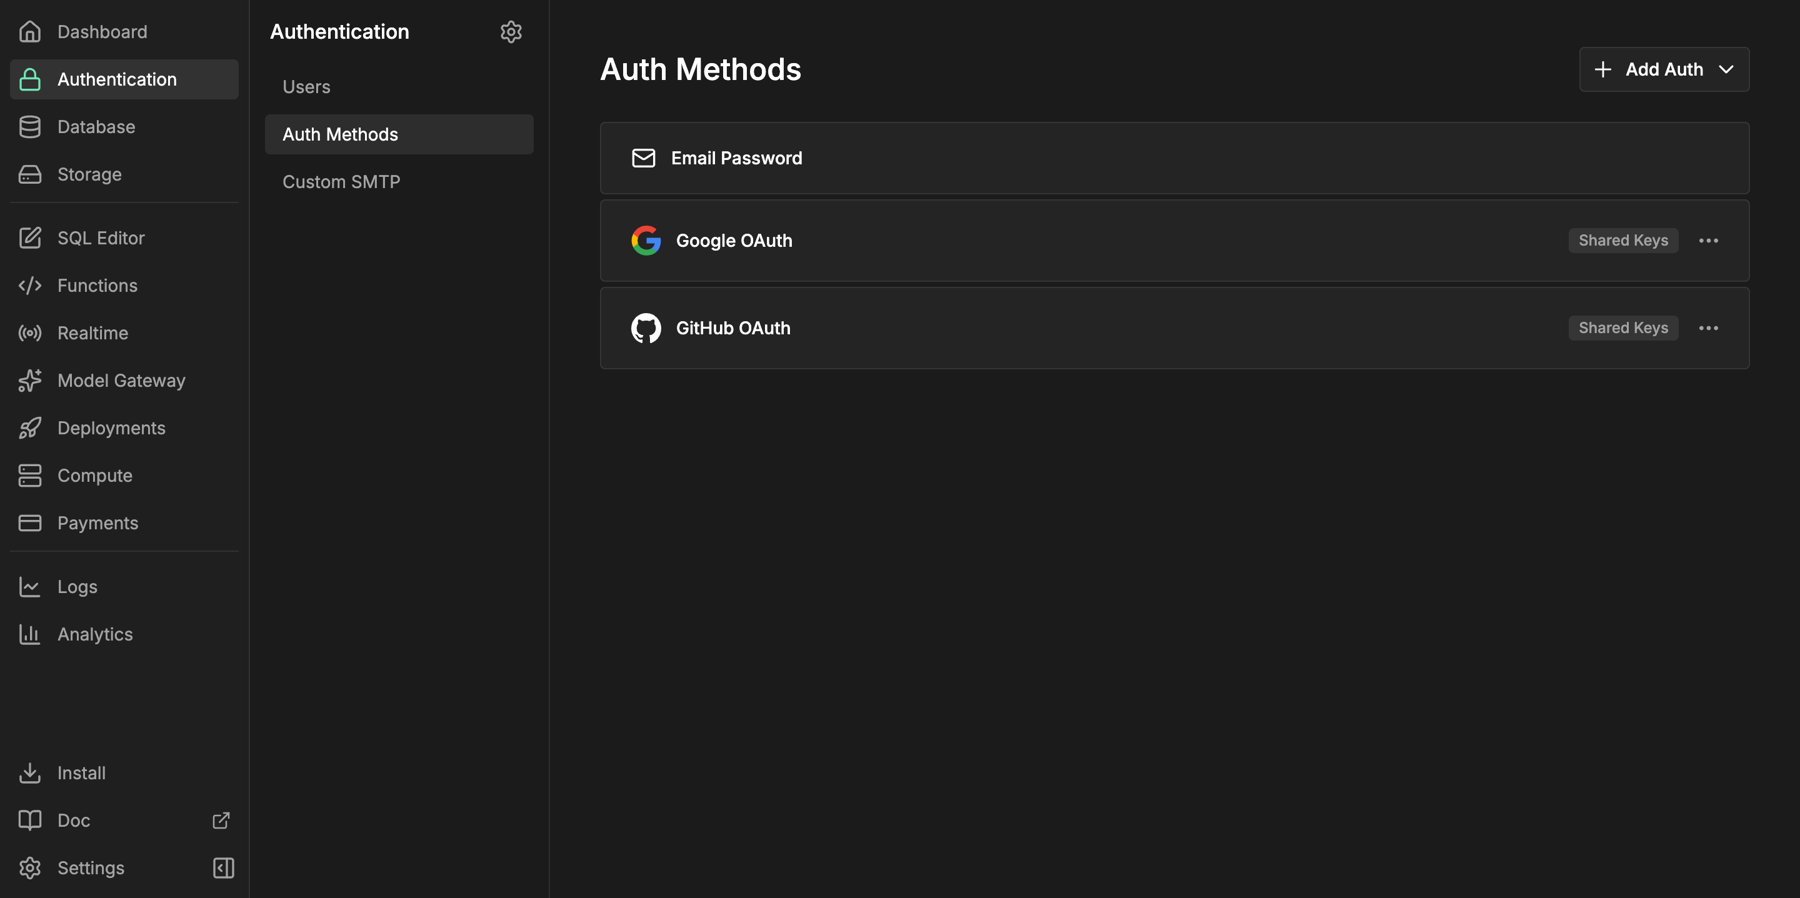 Dashboard
Authentication
Database
Storage
SQL Editor
Functions
Realtime
Model Gateway
Deployments
Compute
Payments
Logs
Analytics
Install
Doc
Settings
Authentication
Users
Auth Methods
Custom SMTP
Auth Methods
Add Auth
Email Password
Google OAuth
Shared Keys
GitHub OAuth
Shared Keys